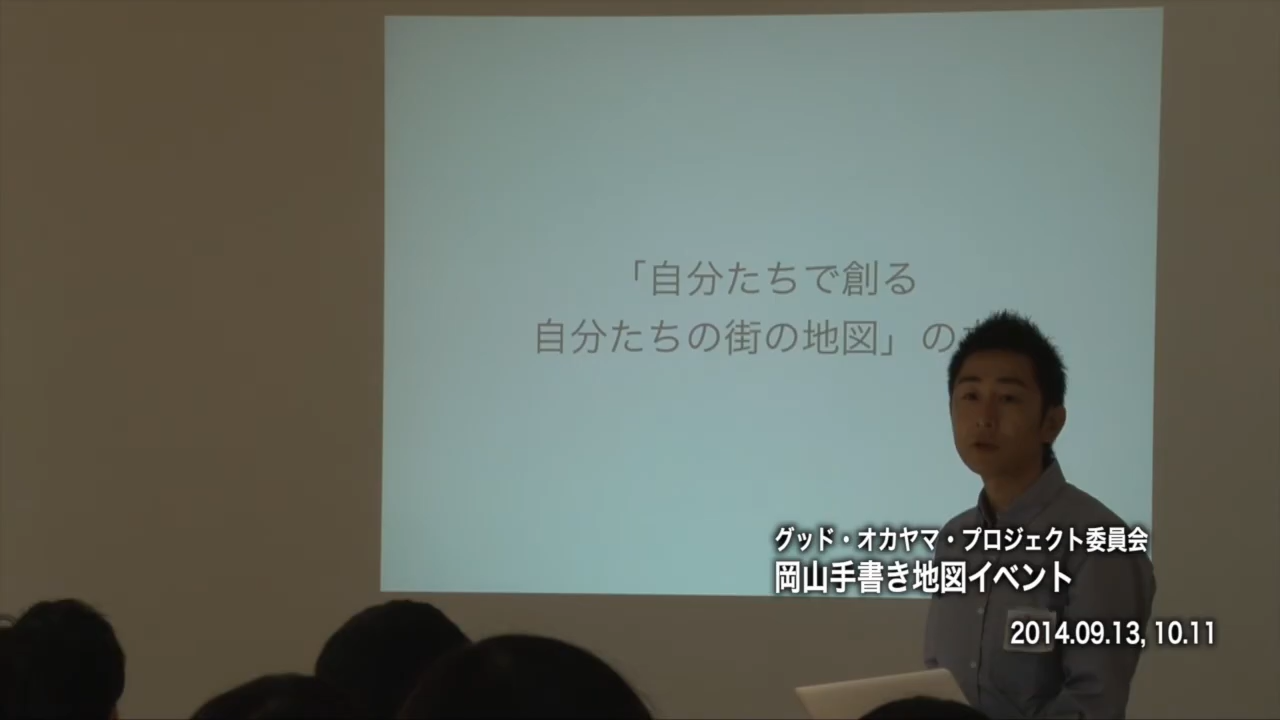 「自分たちで創る
自分たちの街の地図」の
グッド・オカヤマ・プロジェクト委員会
岡山手書き地図イベント
2014.09.13, 10.11